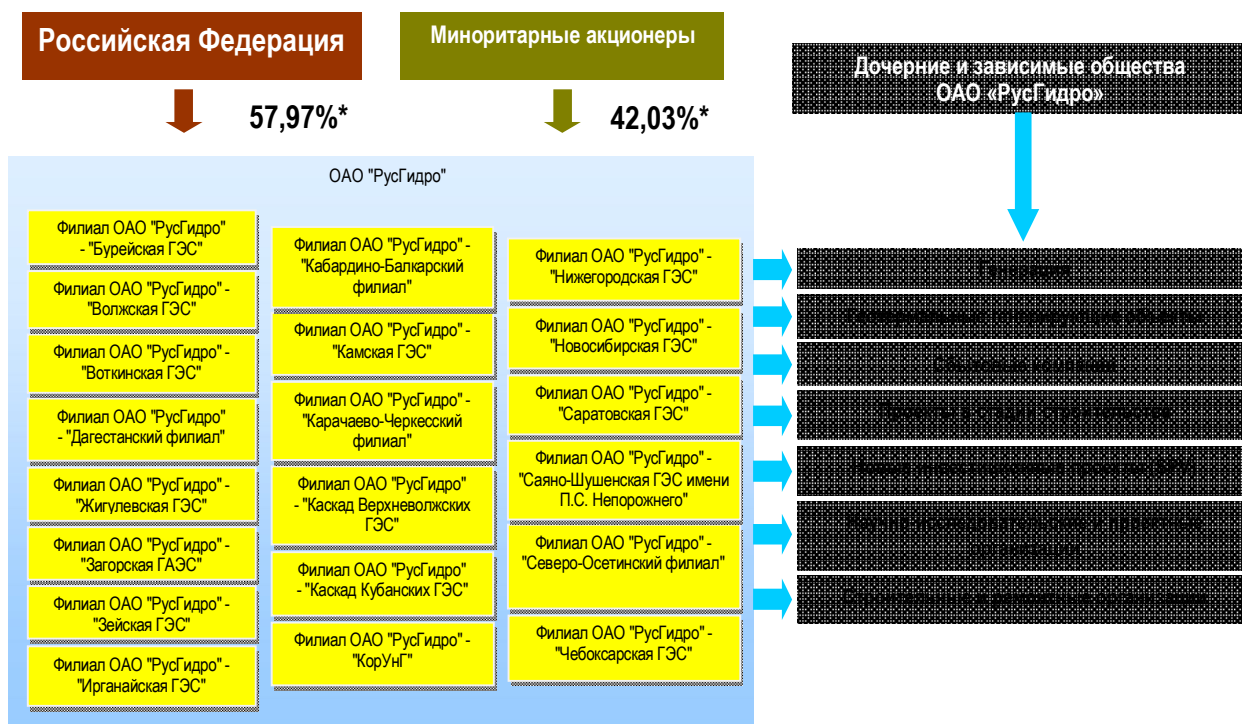 Российская Федерация
Миноритарные акционеры
Дочерние и зависимые общества
ОАО «РусГидро»
57,97%*
42,03%*
ОАО "РусГидро"
Филиал ОАО "РусГидро"
- "Бурейская ГЭС"
Филиал ОАО "РусГидро" -
"Волжская ГЭС"
Филиал ОАО "РусГидро" -
"Воткинская ГЭС"
Филиал ОАО "РусГидро"
- "Дагестанский филиал"
Филиал ОАО "РусГидро" -
"Жигулевская ГЭС"
Филиал ОАО "РусГидро" -
"Загорская ГАЭС"
Филиал ОАО "РусГидро" -
"Зейская ГЭС"
Филиал ОАО "РусГидро" -
"Ирганайская ГЭС"
Филиал ОАО "РусГидро" -
"Кабардино-Балкарский
филиал"
Филиал ОАО "РусГидро" -
"Камская ГЭС"
Филиал ОАО "РусГидро" -
"Карачаево-Черкесский
филиал"
Филиал ОАО "РусГидро"
- "Каскад Верхневолжских
ГЭС"
Филиал ОАО "РусГидро"
- "Каскад Кубанских ГЭС"
Филиал ОАО "РусГидро" -
"КорУнГ"
Филиал ОАО "РусГидро" -
"Нижегородская ГЭС"
Филиал ОАО "РусГидро" -
"Новосибирская ГЭС"
Филиал ОАО "РусГидро" -
"Саратовская ГЭС"
Филиал ОАО "РусГидро" -
"Саяно-Шушенская ГЭС имени
П.С. Непорожнего"
Филиал ОАО "РусГидро" -
"Северо-Осетинский филиал"
Филиал ОАО "РусГидро" -
"Чебоксарская ГЭС"